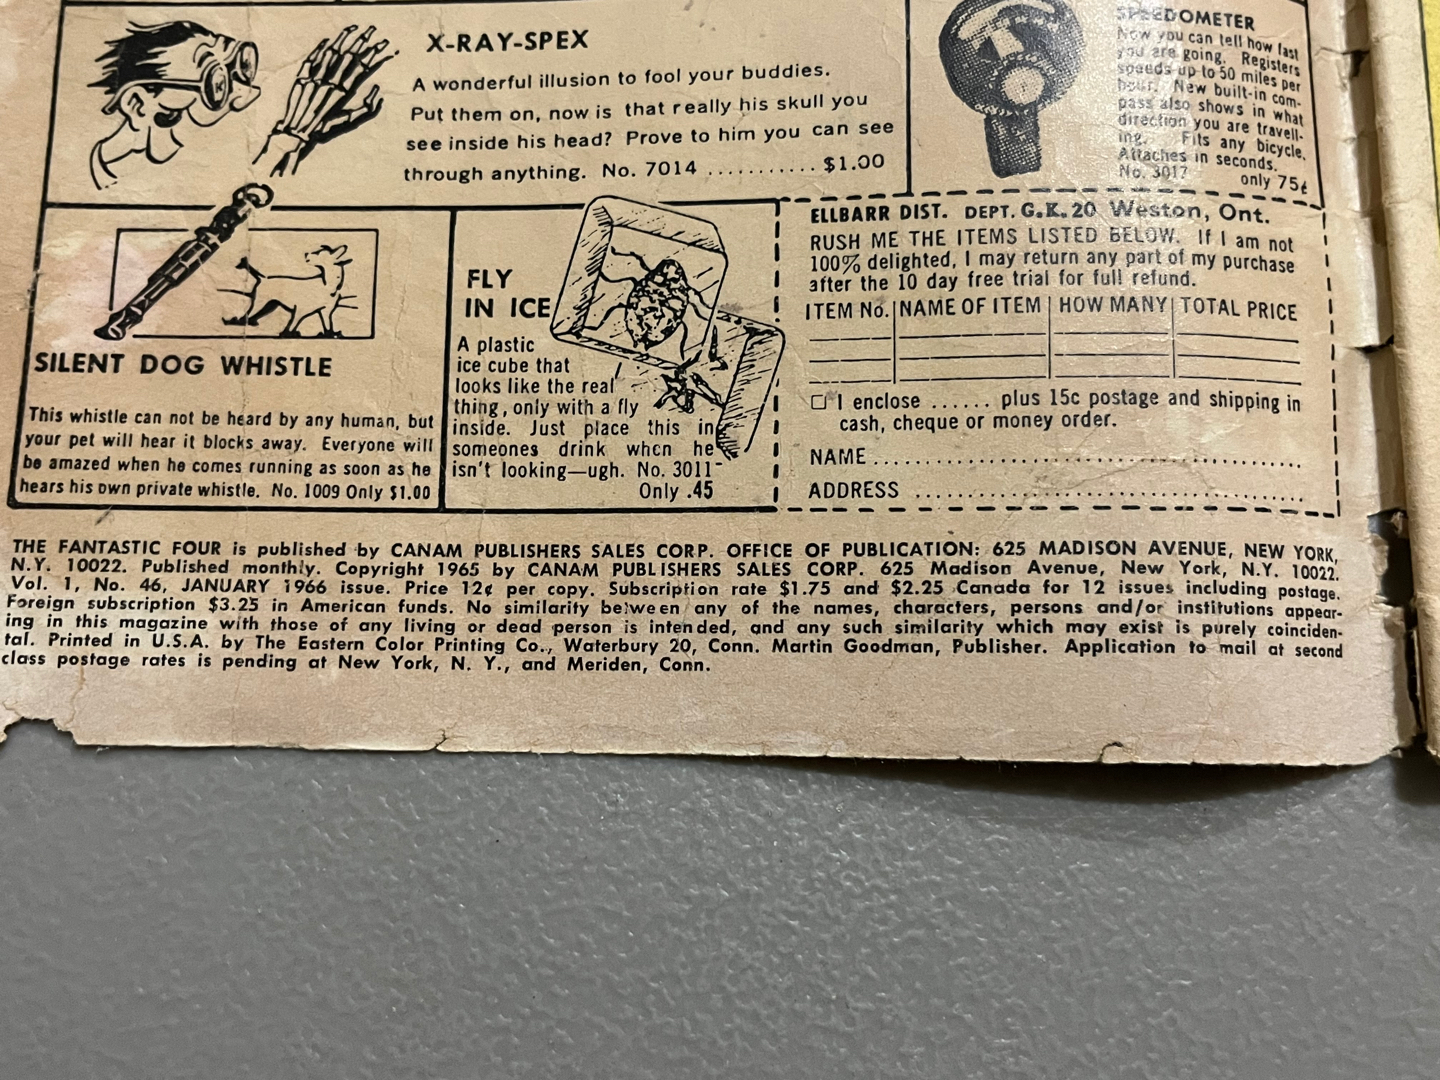 X-RAY-SPEX
A wonderful illusion to fool your buddies.
Put them on, now is that really his skull you
see inside his head? Prove to him you can see
through anything. No. 7014 ........... $1.00
SPEEDOMETER
Now you can tell how fast
you are going. Registers
speeds up to 50 miles per
hour. New built-in com-
pass also shows in what
direction you are travell-
ing. Fits any bicycle.
Attaches in seconds.
No. 3017 only 75¢
SILENT DOG WHISTLE
This whistle can not be heard by any human, but
your pet will hear it blocks away. Everyone will
be amazed when he comes running as soon as he
hears his own private whistle. No. 1009 Only $1.00
FLY
IN ICE
A plastic
ice cube that
looks like the real
thing, only with a fly
inside. Just place this in
someones drink when he
isn't looking—ugh. No. 3011
Only .45
ELLBARR DIST. DEPT. G.K. 20 Weston, Ont.
RUSH ME THE ITEMS LISTED BELOW. If I am not
100% delighted, I may return any part of my purchase
after the 10 day free trial for full refund.
ITEM No. NAME OF ITEM HOW MANY TOTAL PRICE
☐ I enclose ...... plus 15c postage and shipping in
cash, cheque or money order.
NAME ..........................................
ADDRESS ......................................
THE FANTASTIC FOUR is published by CANAM PUBLISHERS SALES CORP. OFFICE OF PUBLICATION: 625 MADISON AVENUE, NEW YORK,
N.Y. 10022. Published monthly. Copyright 1965 by CANAM PUBLISHERS SALES CORP. 625 Madison Avenue, New York, N.Y. 10022.
Vol. 1, No. 46, JANUARY 1966 issue. Price 12¢ per copy. Subscription rate $1.75 and $2.25 Canada for 12 issues including postage.
Foreign subscription $3.25 in American funds. No similarity between any of the names, characters, persons and/or institutions appear-
ing in this magazine with those of any living or dead person is intended, and any such similarity which may exist is purely coinciden-
tal. Printed in U.S.A. by The Eastern Color Printing Co., Waterbury 20, Conn. Martin Goodman, Publisher. Application to mail at second
class postage rates is pending at New York, N. Y., and Meriden, Conn.